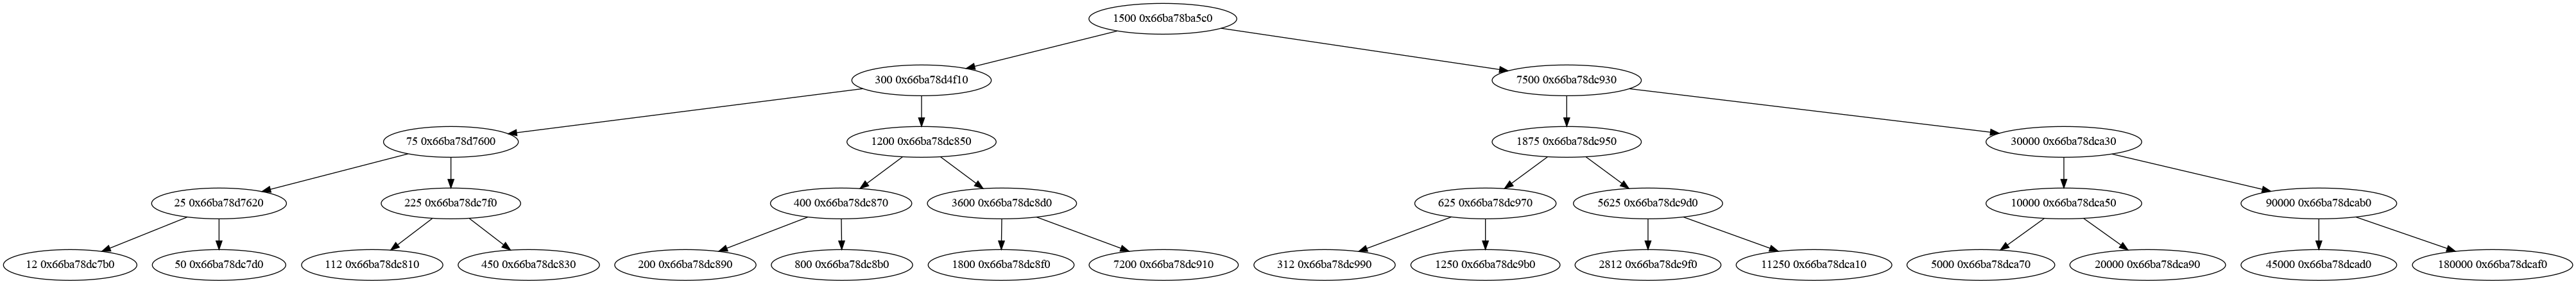 1500 0x66ba78ba5c0
300 0x66ba78d4f10
7500 0x66ba78dc930
75 0x66ba78d7600
1200 0x66ba78dc850
1875 0x66ba78dc950
30000 0x66ba78dca30
25 0x66ba78d7620
225 0x66ba78dc7f0
400 0x66ba78dc870
3600 0x66ba78dc8d0
625 0x66ba78dc970
5625 0x66ba78dc9d0
10000 0x66ba78dca50
90000 0x66ba78dcab0
12 0x66ba78dc7b0
50 0x66ba78dc7d0
112 0x66ba78dc810
450 0x66ba78dc830
200 0x66ba78dc890
800 0x66ba78dc8b0
1800 0x66ba78dc8f0
7200 0x66ba78dc910
312 0x66ba78dc990
1250 0x66ba78dc9b0
2812 0x66ba78dc9f0
11250 0x66ba78dca10
5000 0x66ba78dca70
20000 0x66ba78dca90
45000 0x66ba78dcad0
180000 0x66ba78dcaf0